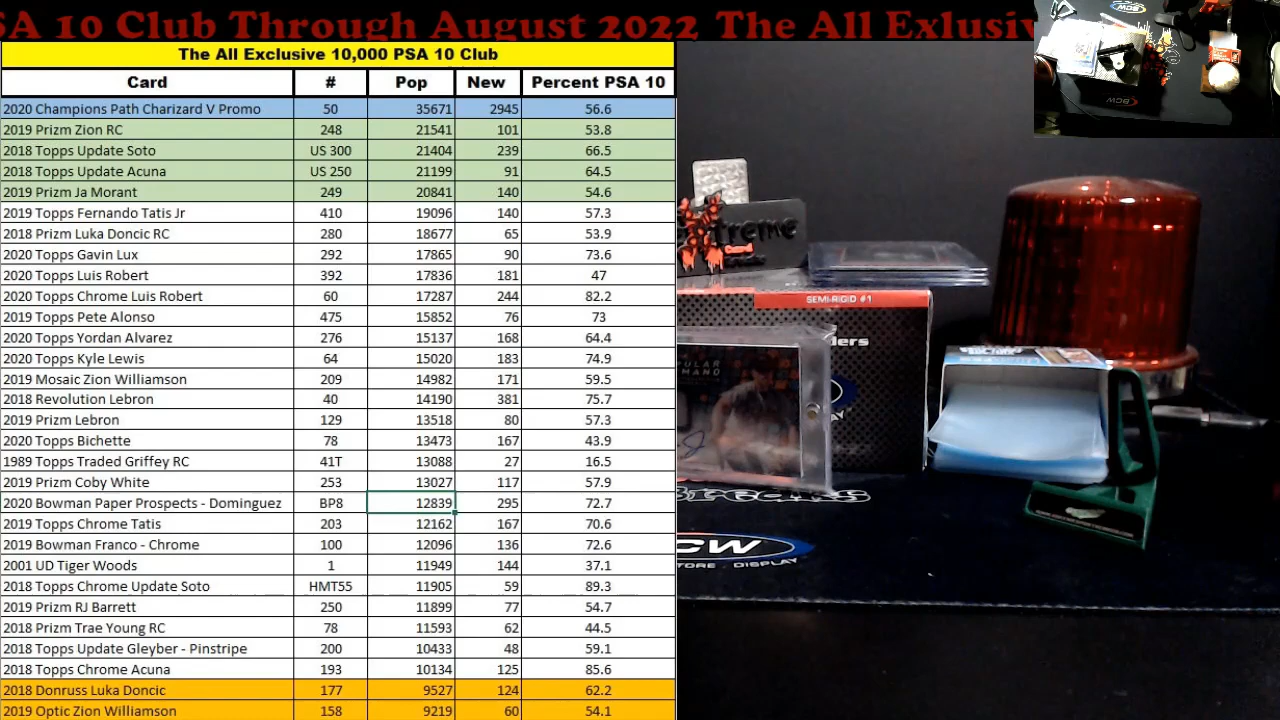 SA 10 Club Through August 2022 The All Exlusiv
The All Exclusive 10,000 PSA 10 Club
Card # Pop New Percent PSA 10
2020 Champions Path Charizard V Promo 50 35671 2945 56.6
2019 Prizm Zion RC 248 21541 101 53.8
2018 Topps Update Soto US 300 21404 239 66.5
2018 Topps Update Acuna US 250 21199 91 64.5
2019 Prizm Ja Morant 249 20841 140 54.6
2019 Topps Fernando Tatis Jr 410 19096 140 57.3
2018 Prizm Luka Doncic RC 280 18677 65 53.9
2020 Topps Gavin Lux 292 17865 90 73.6
2020 Topps Luis Robert 392 17836 181 47
2020 Topps Chrome Luis Robert 60 17287 244 82.2
2019 Topps Pete Alonso 475 15852 76 73
2020 Topps Yordan Alvarez 276 15137 168 64.4
2020 Topps Kyle Lewis 64 15020 183 74.9
2019 Mosaic Zion Williamson 209 14982 171 59.5
2018 Revolution Lebron 40 14190 381 75.7
2019 Prizm Lebron 129 13518 80 57.3
2020 Topps Bichette 78 13473 167 43.9
1989 Topps Traded Griffey RC 41T 13088 27 16.5
2019 Prizm Coby White 253 13027 117 57.9
2020 Bowman Paper Prospects - Dominguez BP8 12839 295 72.7
2019 Topps Chrome Tatis 203 12162 167 70.6
2019 Bowman Franco - Chrome 100 12096 136 72.6
2001 UD Tiger Woods 1 11949 144 37.1
2018 Topps Chrome Update Soto HMT55 11905 59 89.3
2019 Prizm RJ Barrett 250 11899 77 54.7
2018 Prizm Trae Young RC 78 11593 62 44.5
2018 Topps Update Gleyber - Pinstripe 200 10433 48 59.1
2018 Topps Chrome Acuna 193 10134 125 85.6
2018 Donruss Luka Doncic 177 9527 124 62.2
2019 Optic Zion Williamson 158 9219 60 54.1
BCW
xtreme
SEMI-RIGID #1
ders
PULAR
MAND
AY
Breaks
CW
TORE · DISPLAY